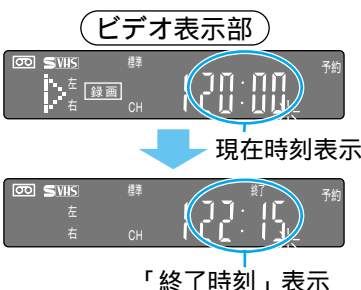 ビデオ表示部
SVHS 標準 予約
左 録画 20:00
右 CH
現在時刻表示
SVHS 標準 終了 予約
左 22:15
右 CH
「終了時刻」表示